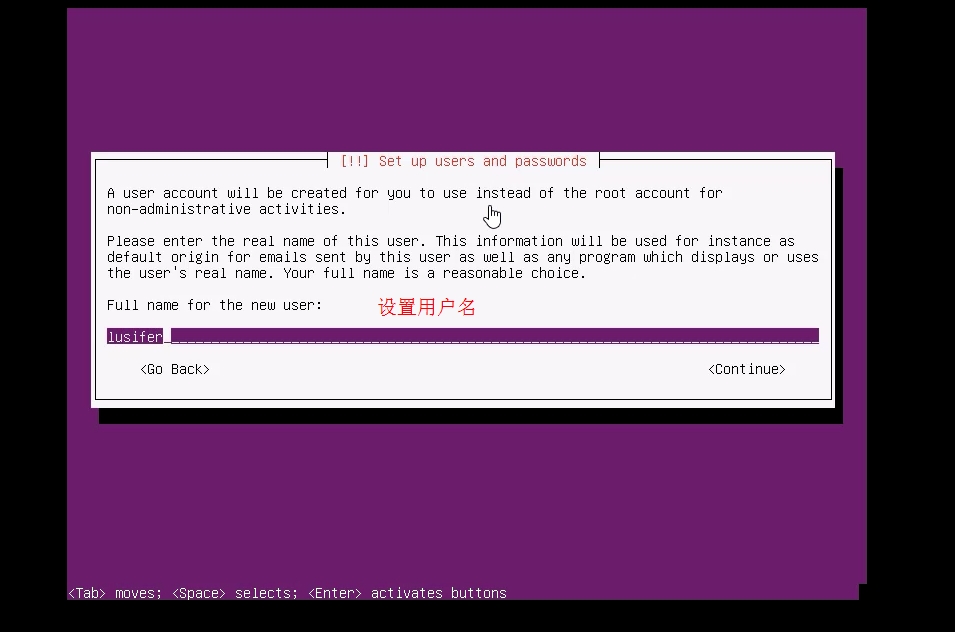 [!!] Set up users and passwords
A user account will be created for you to use instead of the root account for
non-administrative activities.
Please enter the real name of this user. This information will be used for instance as
default origin for emails sent by this user as well as any program which displays or uses
the user's real name. Your full name is a reasonable choice.
Full name for the new user: 设置用户名
lusifer
<Go Back> <Continue>
<Tab> moves; <Space> selects; <Enter> activates buttons